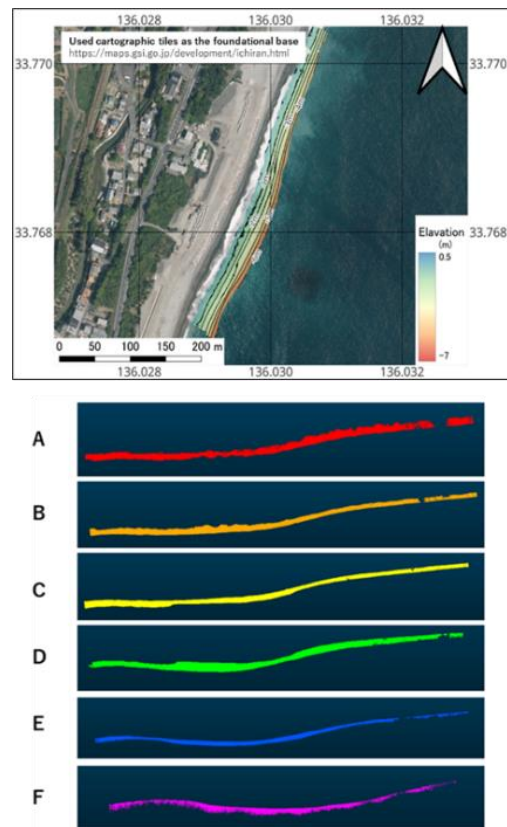 136.028 136.030 136.032
Used cartographic tiles as the foundational base
https://maps.gsi.go.jp/development/ichiran.html
33.770 33.770
33.768 33.768
Elavation
(m)
0.5
-7
0 50 100 150 200 m
136.028 136.030 136.032
A
B
C
D
E
F